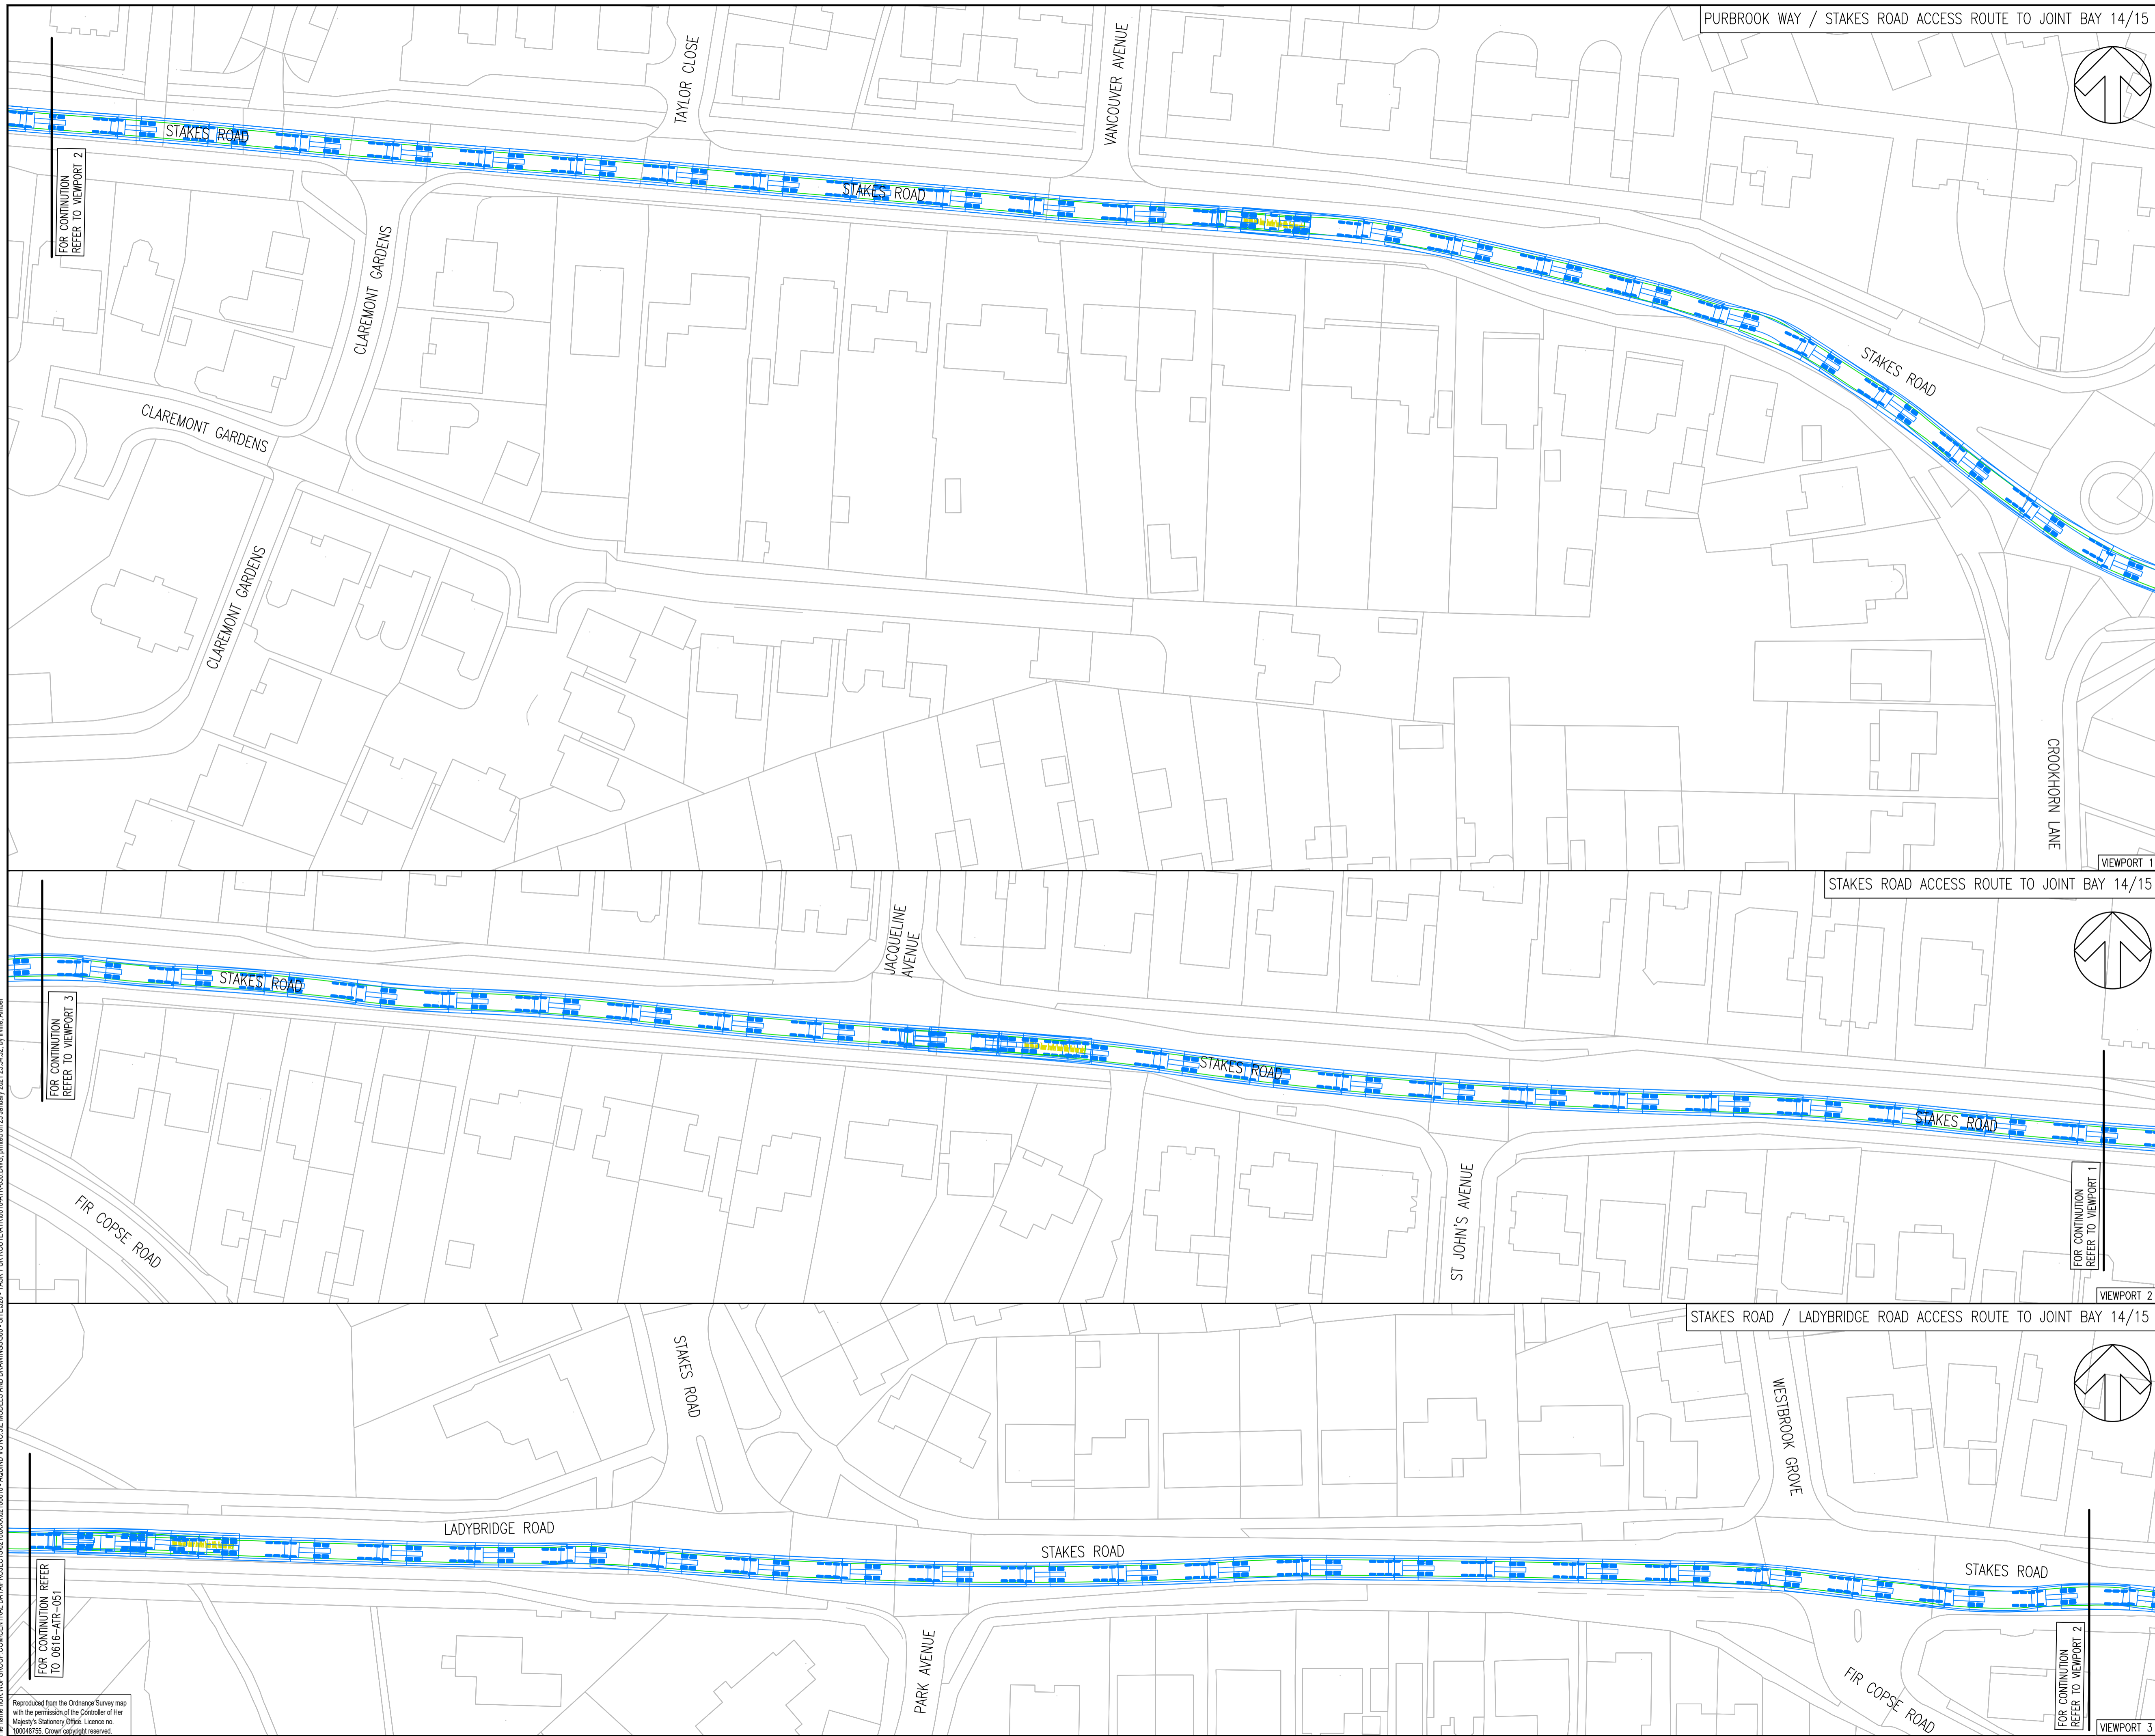 PURBROOK WAY / STAKES ROAD ACCESS ROUTE TO JOINT BAY 14/15
TAYLOR CLOSE
VANCOUVER AVENUE
STAKES ROAD
FOR CONTINUTION
REFER TO VIEWPORT 2
STAKES ROAD
CLAREMONT GARDENS
STAKES ROAD
CLAREMONT GARDENS
CLAREMONT GARDENS
CROOKHORN LANE
VIEWPORT 1
STAKES ROAD ACCESS ROUTE TO JOINT BAY 14/15
JACQUELINE
AVENUE
STAKES ROAD
FOR CONTINUTION
REFER TO VIEWPORT 3
STAKES ROAD
STAKES ROAD
FIR COPSE ROAD
ST JOHN'S AVENUE
FOR CONTINUTION
REFER TO VIEWPORT 1
VIEWPORT 2
STAKES ROAD / LADYBRIDGE ROAD ACCESS ROUTE TO JOINT BAY 14/15
STAKES ROAD
WESTBROOK GROVE
LADYBRIDGE ROAD
STAKES ROAD
STAKES ROAD
FOR CONTINUTION REFER
TO 0616-ATR-051
PARK AVENUE
FIR COPSE ROAD
FOR CONTINUTION
REFER TO VIEWPORT 2
VIEWPORT 3
Reproduced from the Ordnance Survey map
with the permission of the Controller of Her
Majesty's Stationery Office. Licence no.
100048755. Crown copyright reserved.